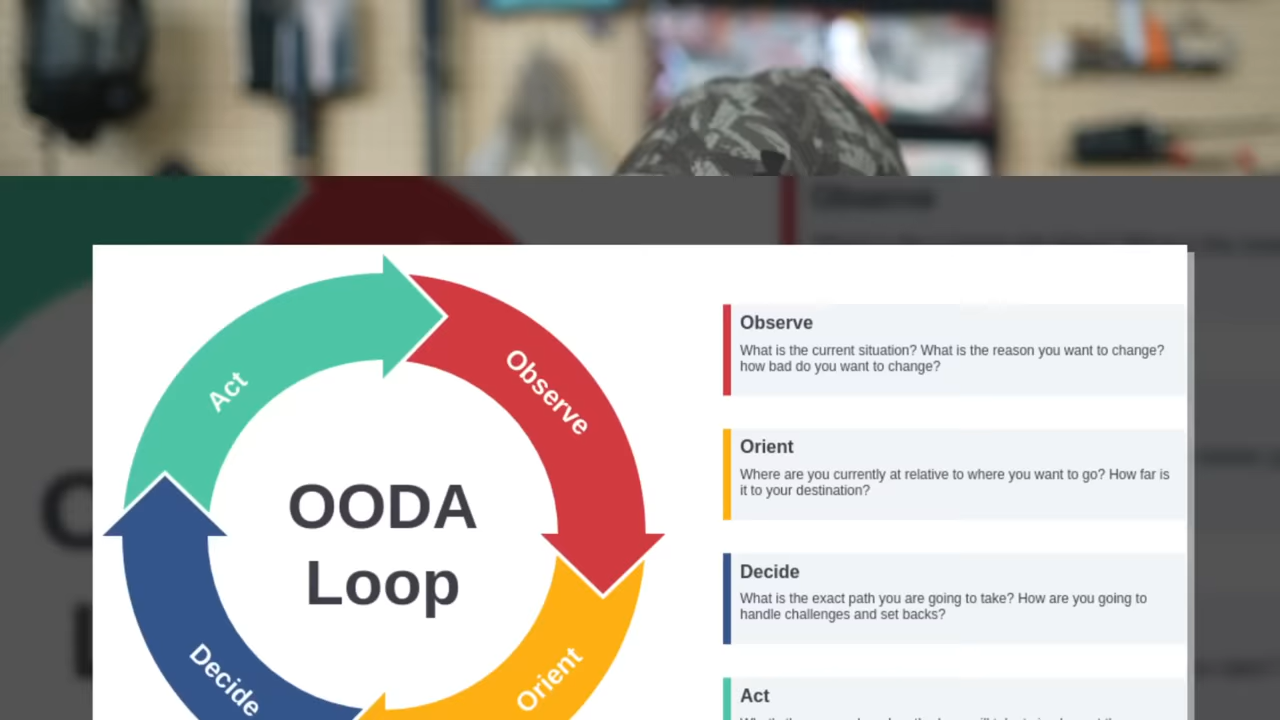 Act
Observe
OODA
Loop
Decide
Orient
Observe
What is the current situation? What is the reason you want to change?
how bad do you want to change?
Orient
Where are you currently at relative to where you want to go? How far is
it to your destination?
Decide
What is the exact path you are going to take? How are you going to
handle challenges and set backs?
Act